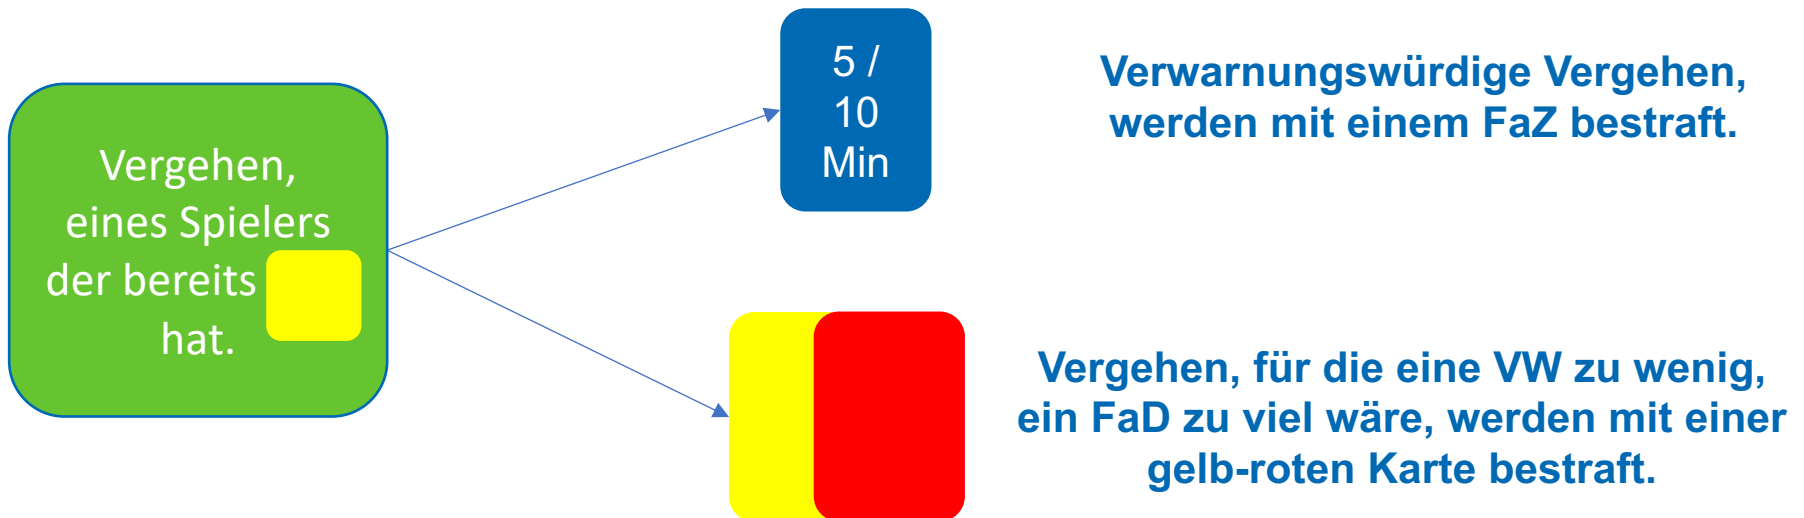 Vergehen,
eines Spielers
der bereits
hat.
5 /
10
Min
Verwarnungswürdige Vergehen,
werden mit einem FaZ bestraft.
Vergehen, für die eine VW zu wenig,
ein FaD zu viel wäre, werden mit einer
gelb-roten Karte bestraft.